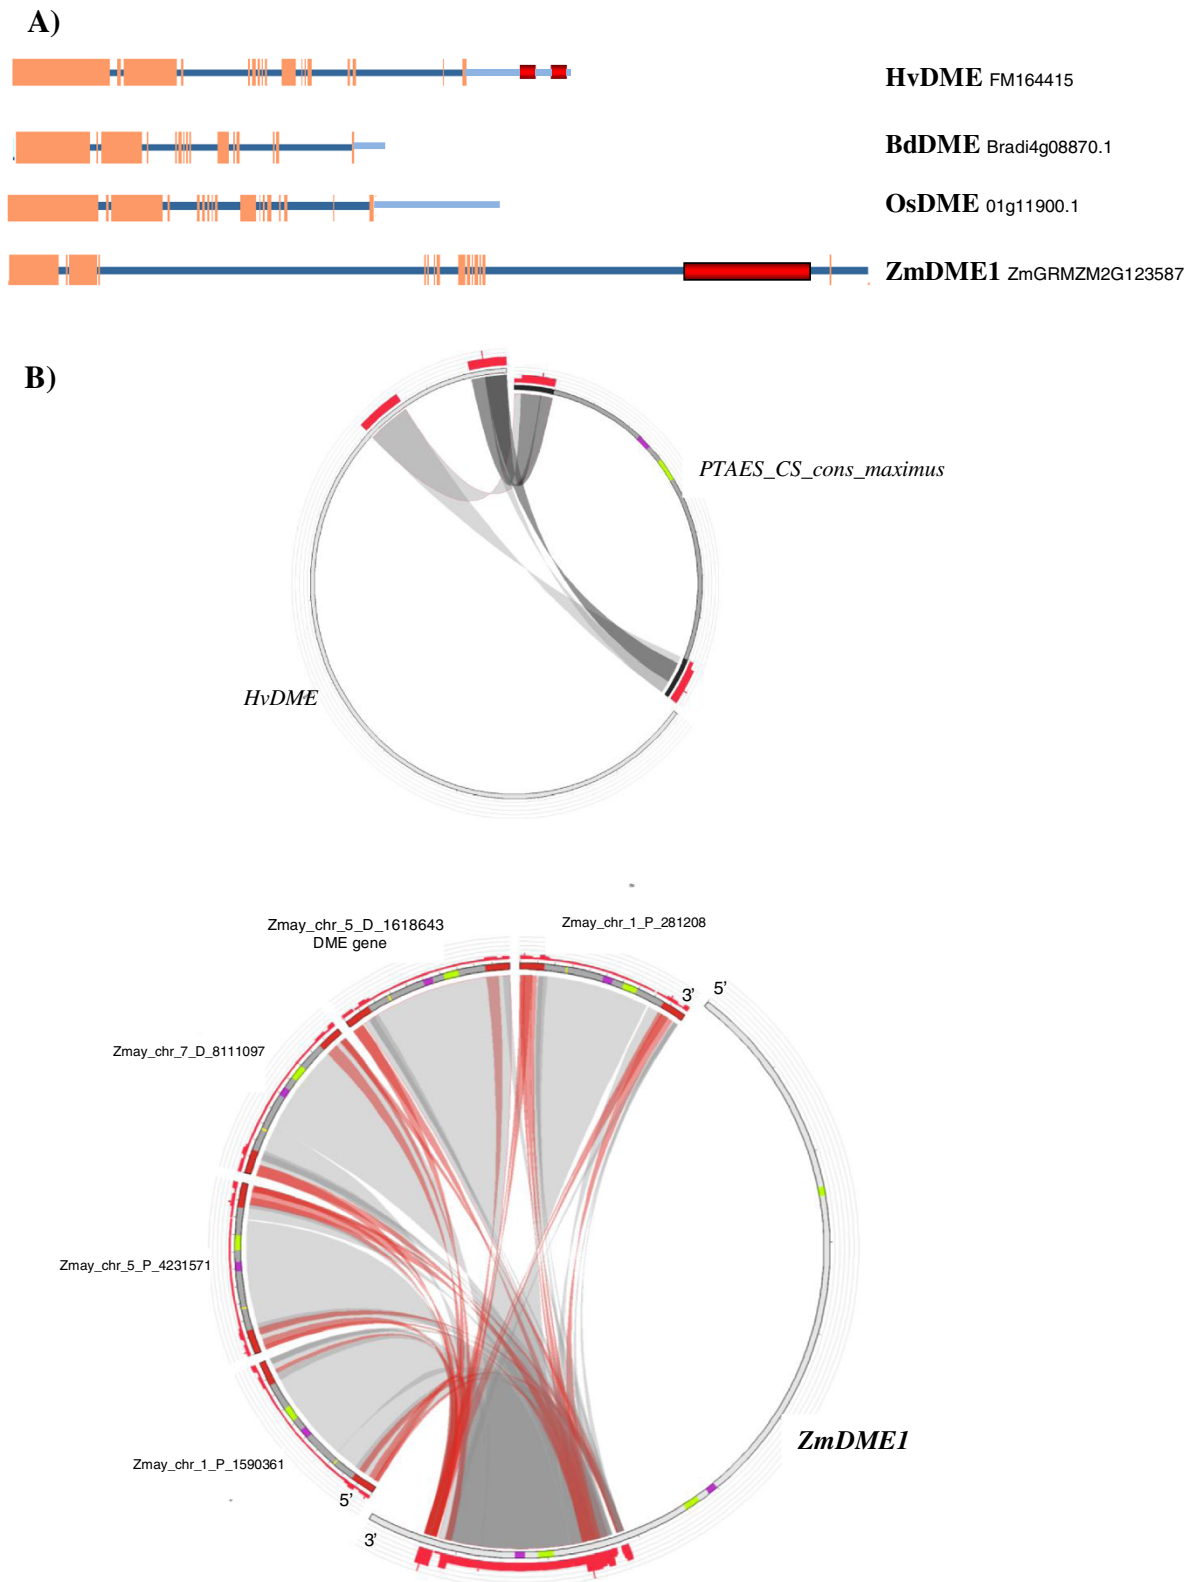 A)
HvDME FM164415
BdDME Bradi4g08870.1
OsDME 01g11900.1
ZmDME1 ZmGRMZM2G123587
B)
PTAES_CS_cons_maximus
HvDME
Zmay_chr_5_D_1618643
DME gene
Zmay_chr_1_P_281208
3’
5’
Zmay_chr_7_D_8111097
Zmay_chr_5_P_4231571
ZmDME1
Zmay_chr_1_P_1590361
5’
3’